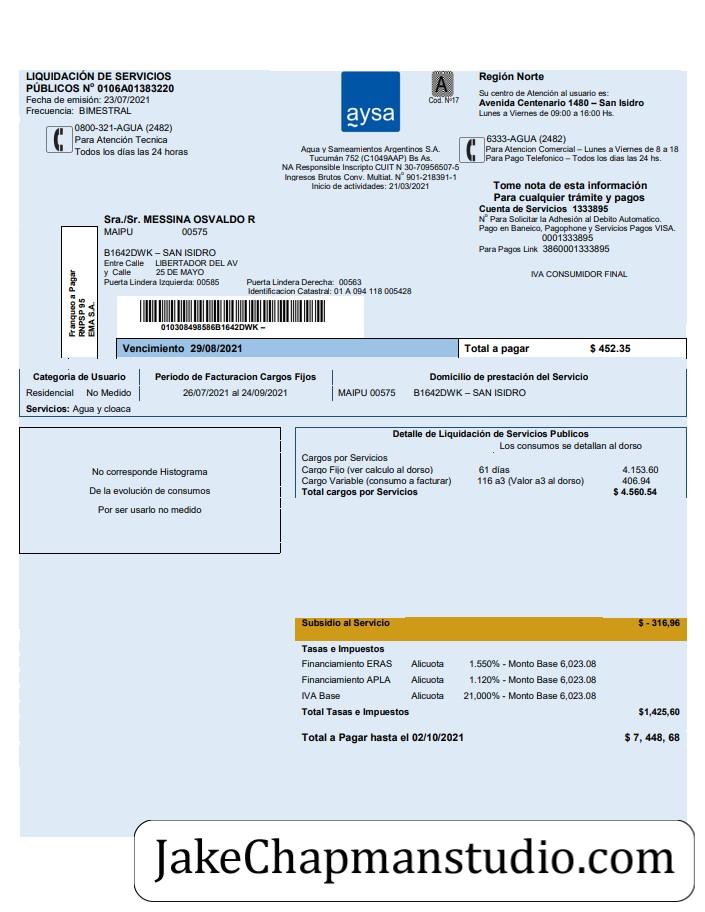 LIQUIDACIÓN DE SERVICIOS
PÚBLICOS Nº 0106A01383220
Fecha de emisión: 23/07/2021
Frecuencia: BIMESTRAL
0800-321-AGUA (2482)
Para Atención Tecnica
Todos los días las 24 horas
aysa
A
Cod. Nº17
Agua y Sameamientos Argentinos S.A.
Tucumán 752 (C1049AAP) Bs As.
NA Responsible Inscripto CUIT N 30-70956507-5
Ingresos Brutos Conv. Multiat. Nº 901-218391-1
Inicio de actividades: 21/03/2021
Región Norte
Su centro de Atención al usuario es:
Avenida Centenario 1480 – San Isidro
Lunes a Viernes de 09:00 a 16:00 Hs.
6333-AGUA (2482)
Para Atencion Comercial – Lunes a Viernes de 8 a 18
Para Pago Telefonico – Todos los dias las 24 hs.
Tome nota de esta información
Para cualquier trámite y pagos
Cuenta de Servicios 1333895
Nº Para Solicitar la Adhesión al Debito Automatico.
Pago en Baneico, Pagophone y Servicios Pagos VISA.
0001333895
Para Pagos Link 3860001333895
IVA CONSUMIDOR FINAL
Sra./Sr. MESSINA OSVALDO R
MAIPU 00575
B1642DWK – SAN ISIDRO
Entre Calle LIBERTADOR DEL AV
y Calle 25 DE MAYO
Puerta Lindera Izquierda: 00585 Puerta Lindera Derecha: 00563
Identificacion Catastral: 01 A 094 118 005428
Franqueo a Pagar
RNPSP 95
EMA S.A.
010308498586B1642DWK –
Vencimiento 29/08/2021 Total a pagar $ 452.35
Categoria de Usuario Periodo de Facturacion Cargos Fijos Domicilio de prestación del Servicio
Residencial No Medido 26/07/2021 al 24/09/2021 MAIPU 00575 B1642DWK – SAN ISIDRO
Servicios: Agua y cloaca
No corresponde Histograma
De la evolución de consumos
Por ser usarlo no medido
Detalle de Liquidación de Servicios Publicos
Los consumos se detallan al dorso
Cargos por Servicios
Cargo Fijo (ver calculo al dorso) 61 días 4.153.60
Cargo Variable (consumo a facturar) 116 a3 (Valor a3 al dorso) 406.94
Total cargos por Servicios $ 4.560.54
Subsidio al Servicio $ - 316,96
Tasas e Impuestos
Financiamiento ERAS Alicuota 1.550% - Monto Base 6,023.08
Financiamiento APLA Alicuota 1.120% - Monto Base 6,023.08
IVA Base Alicuota 21,000% - Monto Base 6,023.08
Total Tasas e Impuestos $1,425,60
Total a Pagar hasta el 02/10/2021 $ 7, 448, 68
JakeChapmanstudio.com